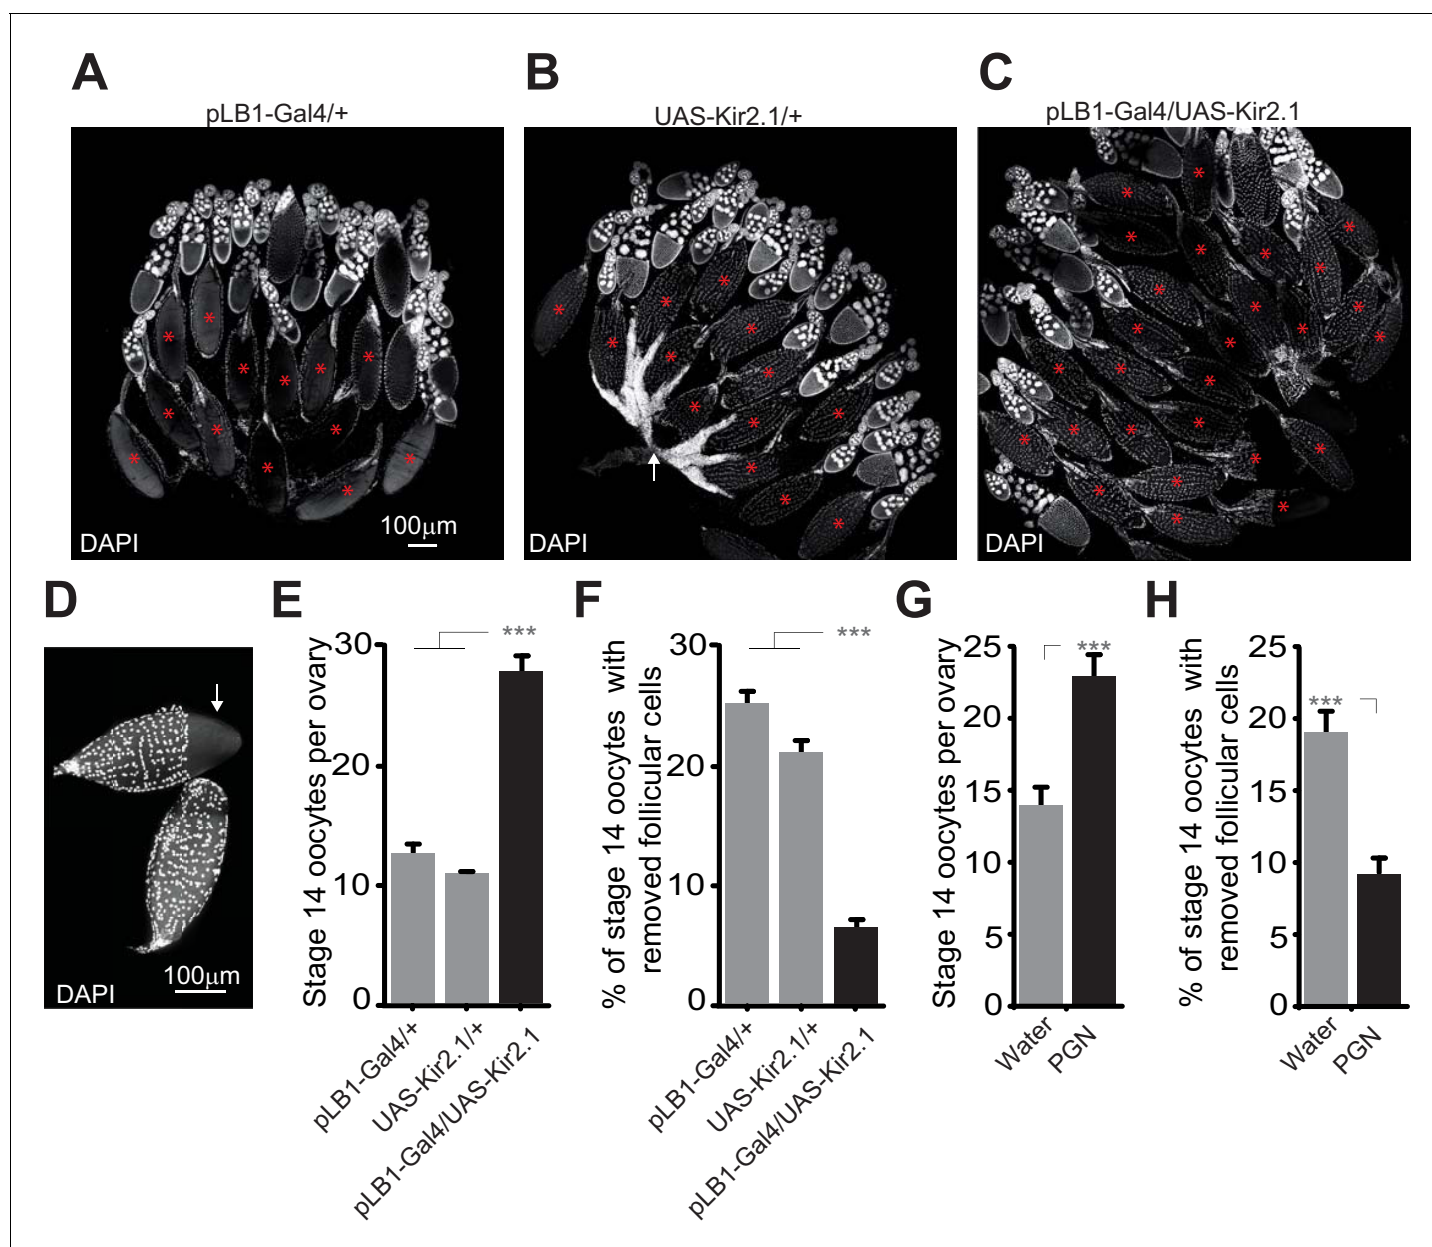 A
pLB1-Gal4/+
100μm
DAPI
B
UAS-Kir2.1/+
DAPI
C
pLB1-Gal4/UAS-Kir2.1
DAPI
D
100μm
DAPI
E
Stage 14 oocytes per ovary
30
20
10
0
***
pLB1-Gal4/+
UAS-Kir2.1/+
pLB1-Gal4/UAS-Kir2.1
F
% of stage 14 oocytes with
removed follicular cells
30
20
10
0
***
pLB1-Gal4/+
UAS-Kir2.1/+
pLB1-Gal4/UAS-Kir2.1
G
Stage 14 oocytes per ovary
25
20
15
10
5
0
***
Water
PGN
H
% of stage 14 oocytes with
removed follicular cells
25
20
15
10
5
0
***
Water
PGN